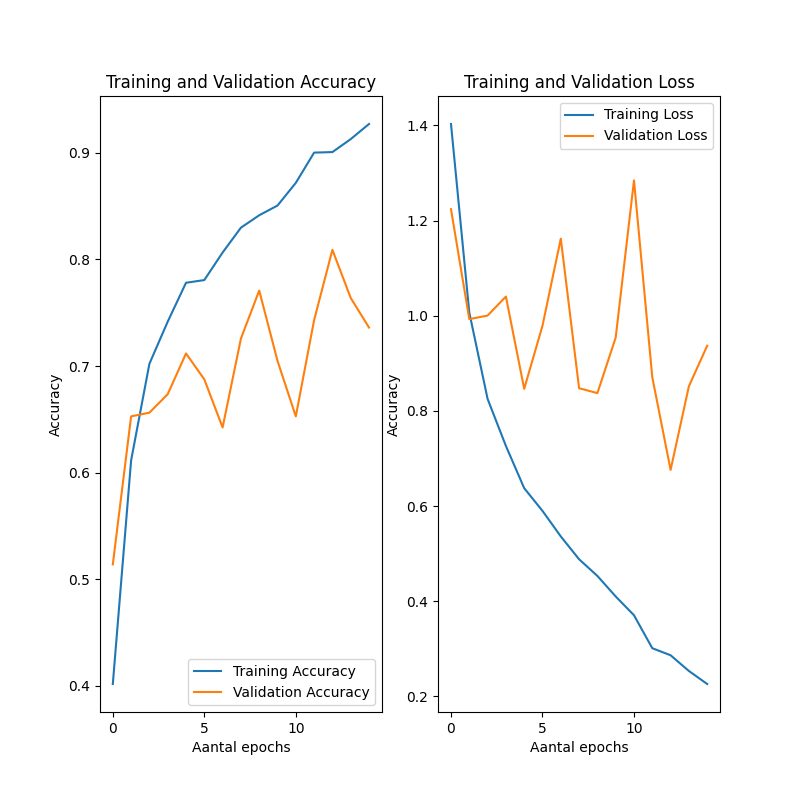 Training and Validation Accuracy
Accuracy
0.9
0.8
0.7
0.6
0.5
0.4
0
5
10
Aantal epochs
Training Accuracy
Validation Accuracy
Training and Validation Loss
Accuracy
1.4
1.2
1.0
0.8
0.6
0.4
0.2
0
5
10
Aantal epochs
Training Loss
Validation Loss